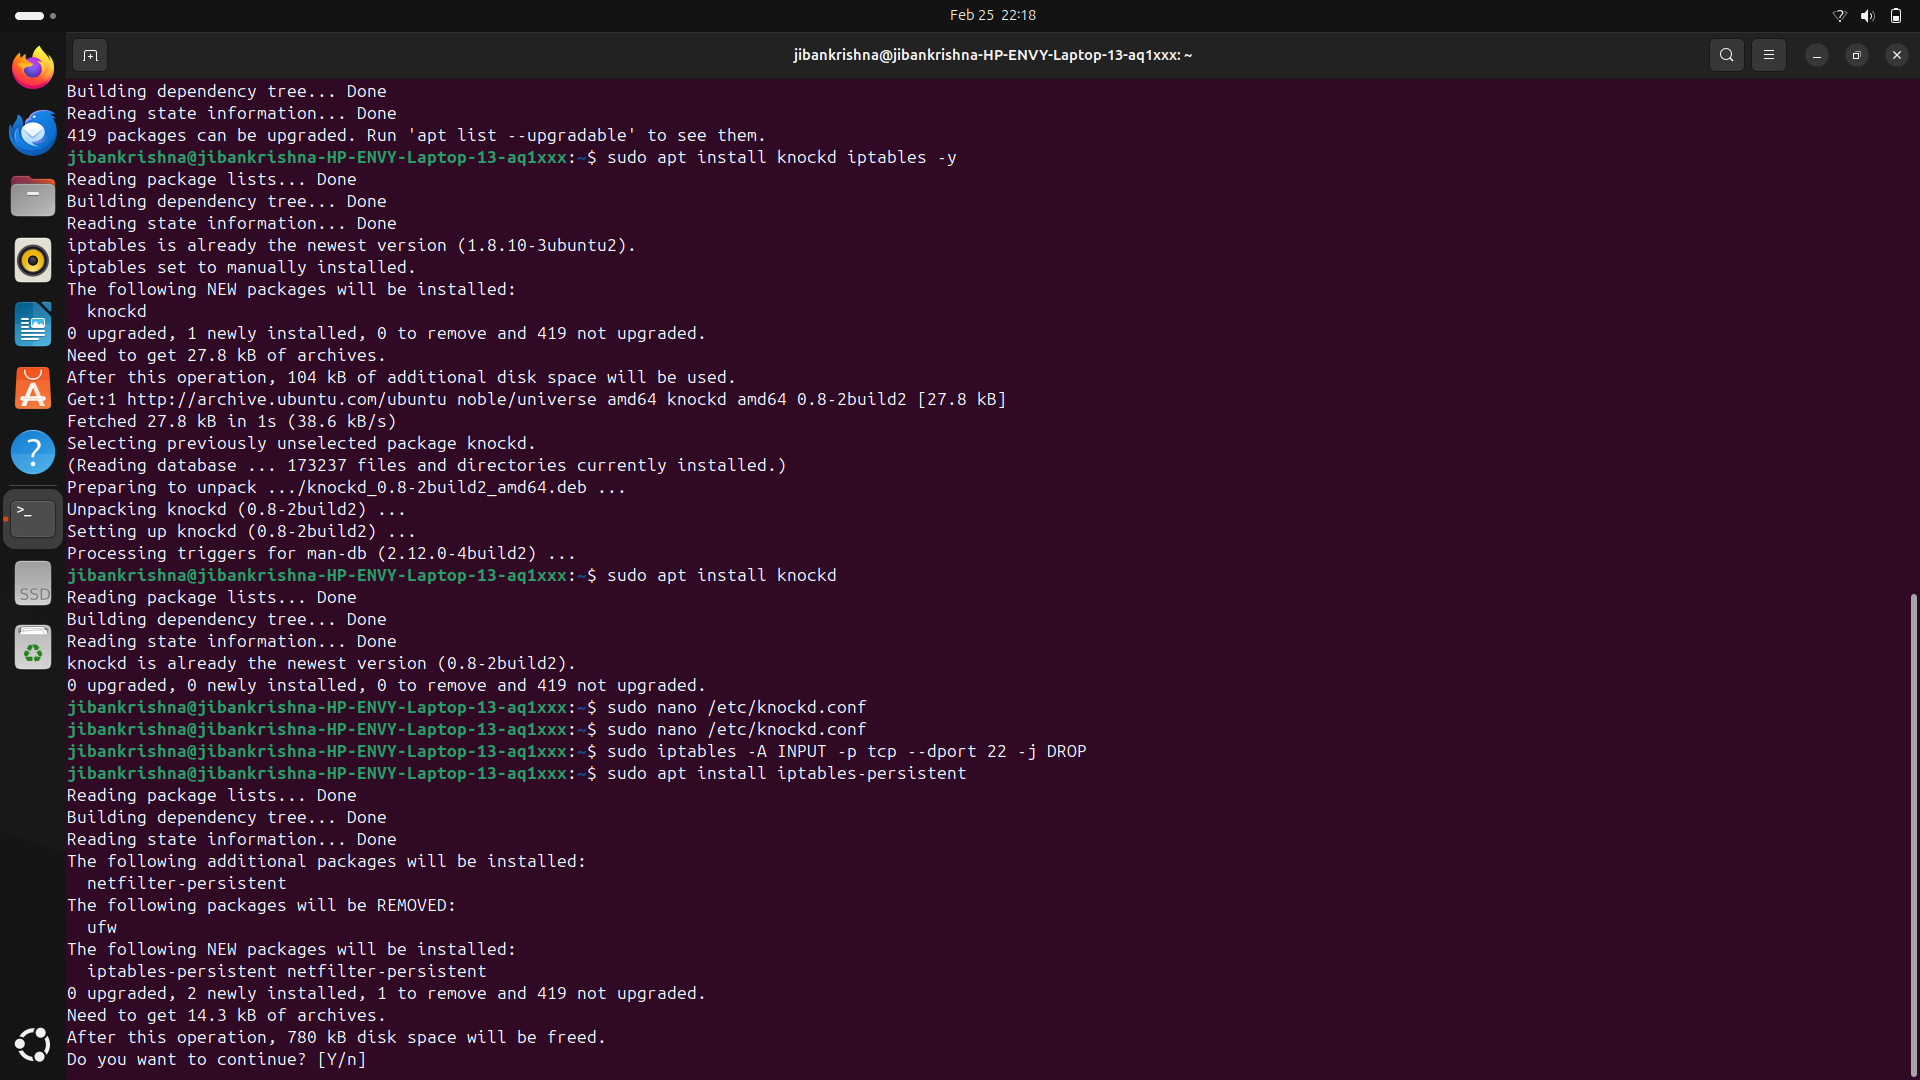 Feb 25 22:18
jibankrishna@jibankrishna-HP-ENVY-Laptop-13-aq1xxx: ~
Building dependency tree... Done
Reading state information... Done
419 packages can be upgraded. Run 'apt list --upgradable' to see them.
jibankrishna@jibankrishna-HP-ENVY-Laptop-13-aq1xxx:~$ sudo apt install knockd iptables -y
Reading package lists... Done
Building dependency tree... Done
Reading state information... Done
iptables is already the newest version (1.8.10-3ubuntu2).
iptables set to manually installed.
The following NEW packages will be installed:
  knockd
0 upgraded, 1 newly installed, 0 to remove and 419 not upgraded.
Need to get 27.8 kB of archives.
After this operation, 104 kB of additional disk space will be used.
Get:1 http://archive.ubuntu.com/ubuntu noble/universe amd64 knockd amd64 0.8-2build2 [27.8 kB]
Fetched 27.8 kB in 1s (38.6 kB/s)
Selecting previously unselected package knockd.
(Reading database ... 173237 files and directories currently installed.)
Preparing to unpack .../knockd_0.8-2build2_amd64.deb ...
Unpacking knockd (0.8-2build2) ...
Setting up knockd (0.8-2build2) ...
Processing triggers for man-db (2.12.0-4build2) ...
jibankrishna@jibankrishna-HP-ENVY-Laptop-13-aq1xxx:~$ sudo apt install knockd
Reading package lists... Done
Building dependency tree... Done
Reading state information... Done
knockd is already the newest version (0.8-2build2).
0 upgraded, 0 newly installed, 0 to remove and 419 not upgraded.
jibankrishna@jibankrishna-HP-ENVY-Laptop-13-aq1xxx:~$ sudo nano /etc/knockd.conf
jibankrishna@jibankrishna-HP-ENVY-Laptop-13-aq1xxx:~$ sudo nano /etc/knockd.conf
jibankrishna@jibankrishna-HP-ENVY-Laptop-13-aq1xxx:~$ sudo iptables -A INPUT -p tcp --dport 22 -j DROP
jibankrishna@jibankrishna-HP-ENVY-Laptop-13-aq1xxx:~$ sudo apt install iptables-persistent
Reading package lists... Done
Building dependency tree... Done
Reading state information... Done
The following additional packages will be installed:
  netfilter-persistent
The following packages will be REMOVED:
  ufw
The following NEW packages will be installed:
  iptables-persistent netfilter-persistent
0 upgraded, 2 newly installed, 1 to remove and 419 not upgraded.
Need to get 14.3 kB of archives.
After this operation, 780 kB disk space will be freed.
Do you want to continue? [Y/n]
SSD